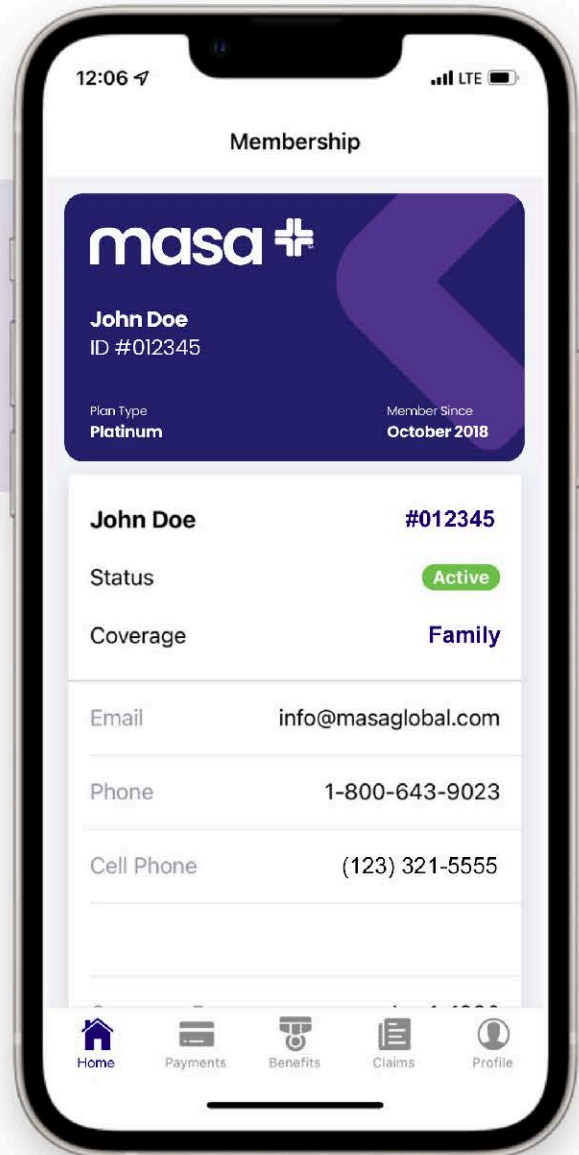 12:06
LTE
Membership
masa
John Doe
ID #012345
Plan Type Member Since
Platinum October 2018
John Doe #012345
Status Active
Coverage Family
Email info@masaglobal.com
Phone 1-800-643-9023
Cell Phone (123) 321-5555
Home Payments Benefits Claims Profile